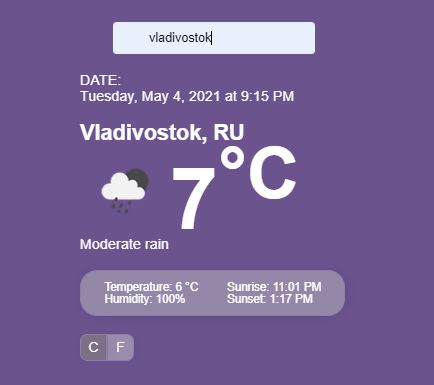 vladivostok
DATE:
Tuesday, May 4, 2021 at 9:15 PM
Vladivostok, RU
7°C
Moderate rain
Temperature: 6 °C Sunrise: 11:01 PM
Humidity: 100% Sunset: 1:17 PM
C F